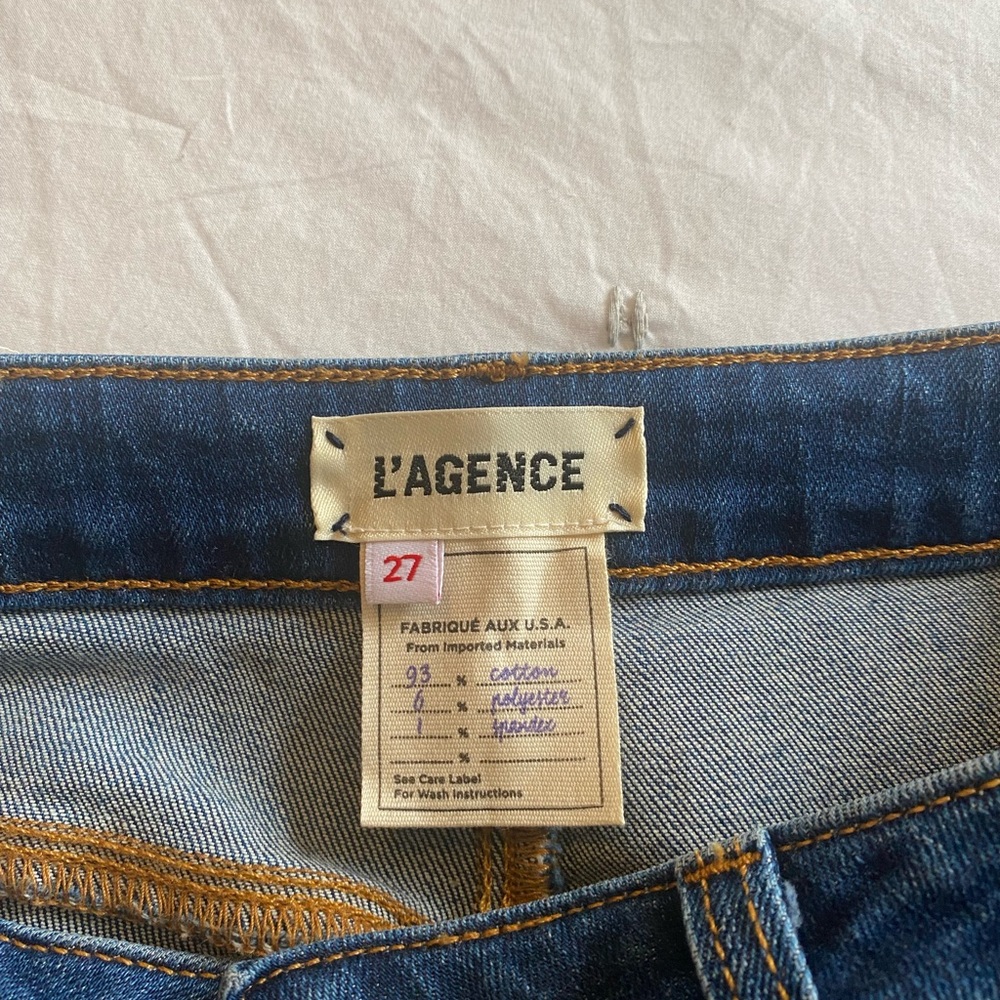 L'AGENCE
27
FABRIQUÉ AUX U.S.A.
From Imported Materials
93 % cotton
6 % polyester
1 % spandex
%
See Care Label
For Wash Instructions